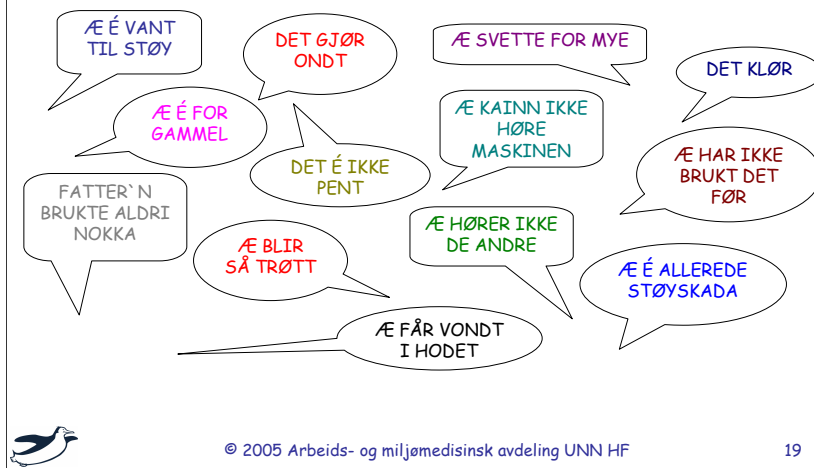 Æ É VANT
TIL STØY
DET GJØR
ONDT
Æ SVETTE FOR MYE
DET KLØR
Æ É FOR
GAMMEL
Æ KAINN IKKE
HØRE
MASKINEN
DET É IKKE
PENT
Æ HAR IKKE
BRUKT DET
FØR
FATTER`N
BRUKTE ALDRI
NOKKA
Æ BLIR
SÅ TRØTT
Æ HØRER IKKE
DE ANDRE
Æ É ALLEREDE
STØYSKADA
Æ FÅR VONDT
I HODET
© 2005 Arbeids- og miljømedisinsk avdeling UNN HF
19